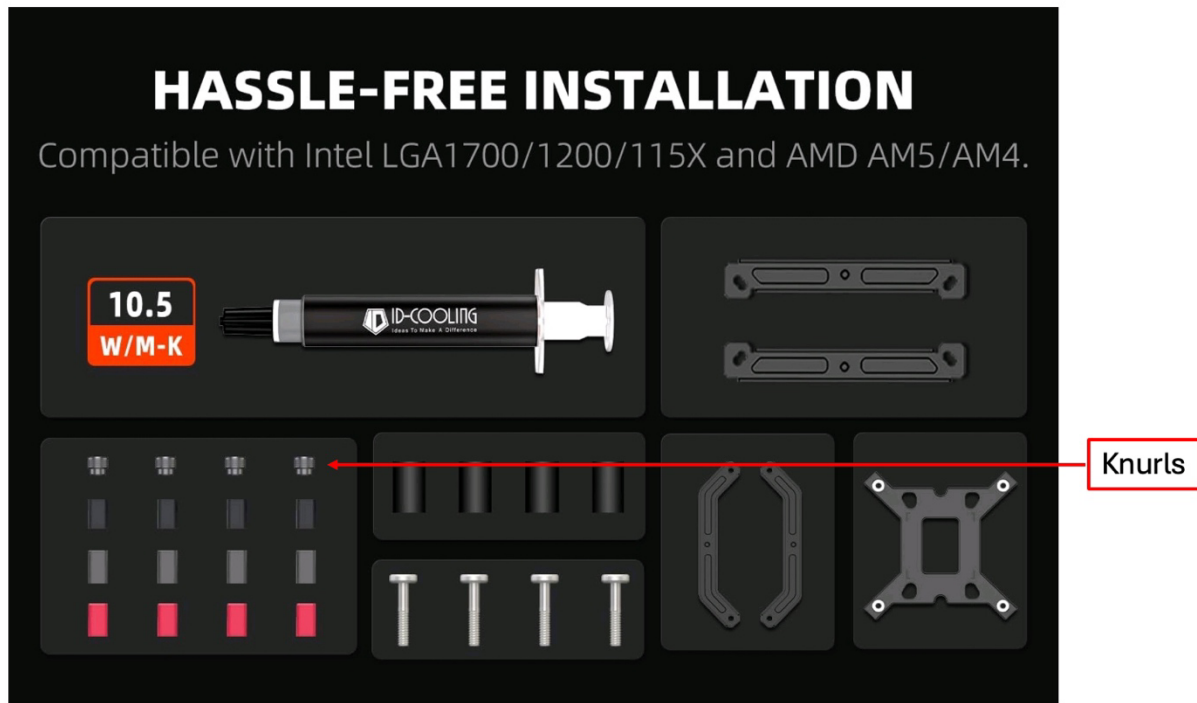 HASSLE-FREE INSTALLATION
Compatible with Intel LGA1700/1200/115X and AMD AM5/AM4.
10.5
W/M-K
ID-COOLING
Ideas To Make A Difference
Knurls